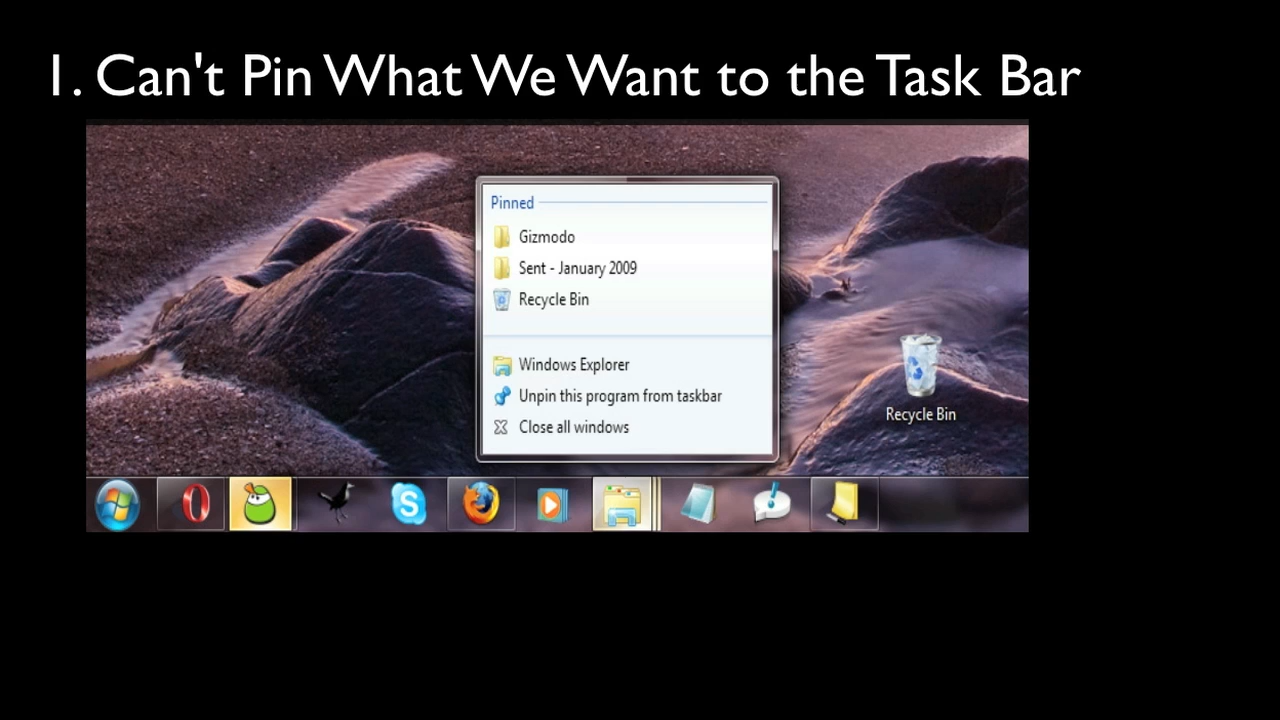 1. Can't Pin What We Want to the Task Bar
Pinned
Gizmodo
Sent - January 2009
Recycle Bin
Windows Explorer
Unpin this program from taskbar
Close all windows
Recycle Bin